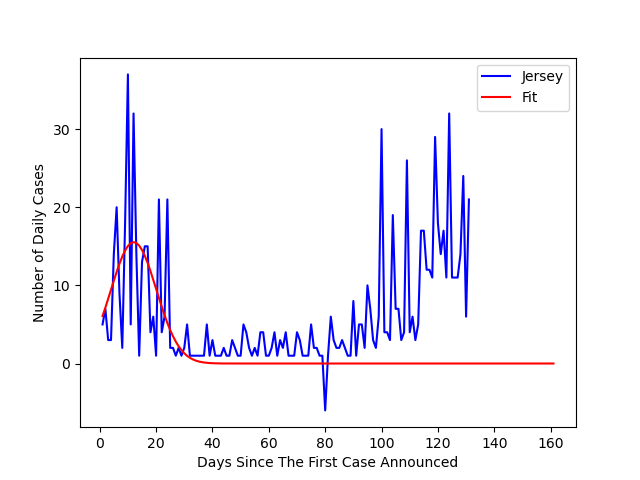 Jersey
Fit
Number of Daily Cases
30
20
10
0
0 20 40 60 80 100 120 140 160
Days Since The First Case Announced